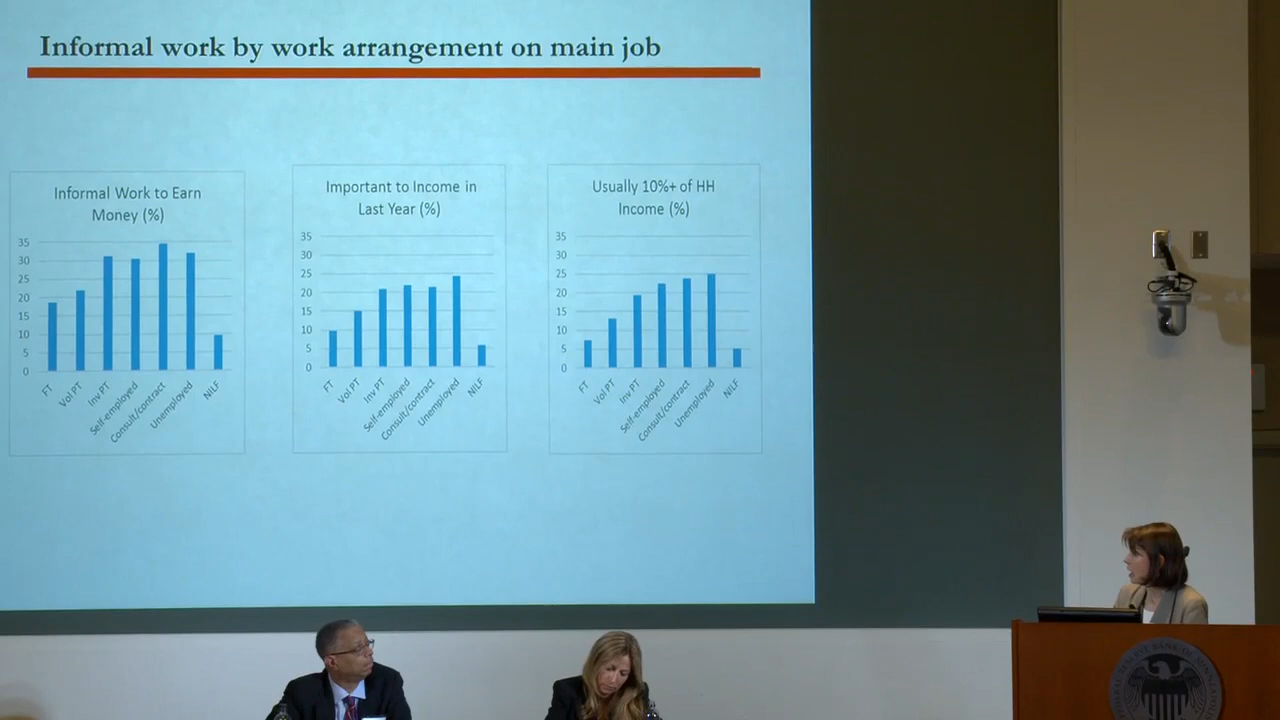 Informal work by work arrangement on main job
Informal Work to Earn
Money (%)
35
30
25
20
15
10
5
0
FT
Vol PT
Inv PT
Self-employed
Consult/contract
Unemployed
NILF
Important to Income in
Last Year (%)
35
30
25
20
15
10
5
0
FT
Vol PT
Inv PT
Self-employed
Consult/contract
Unemployed
NILF
Usually 10%+ of HH
Income (%)
35
30
25
20
15
10
5
0
FT
Vol PT
Inv PT
Self-employed
Consult/contract
Unemployed
NILF
RESERVE BANK OF MINNEAPOLIS